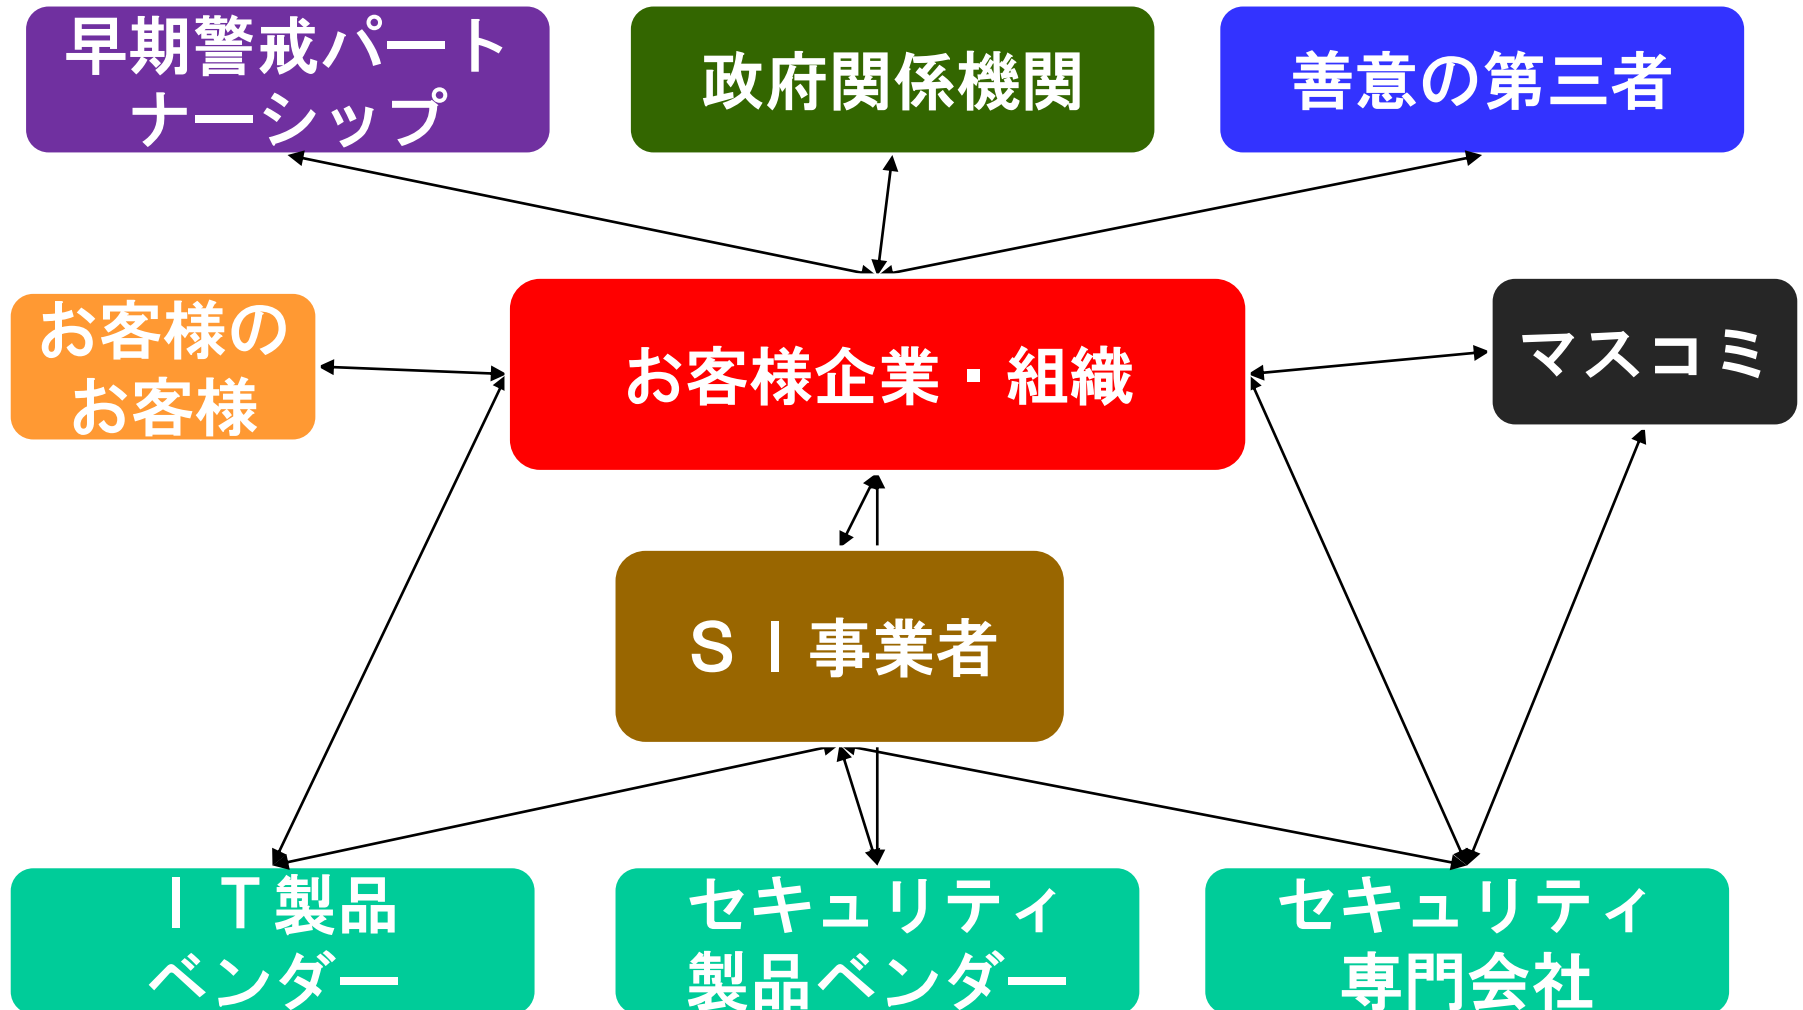 早期警戒パート
ナーシップ
政府関係機関
善意の第三者
お客様の
お客様
お客様企業・組織
マスコミ
ＳＩ事業者
ＩＴ製品
ベンダー
セキュリティ
製品ベンダー
セキュリティ
専門会社